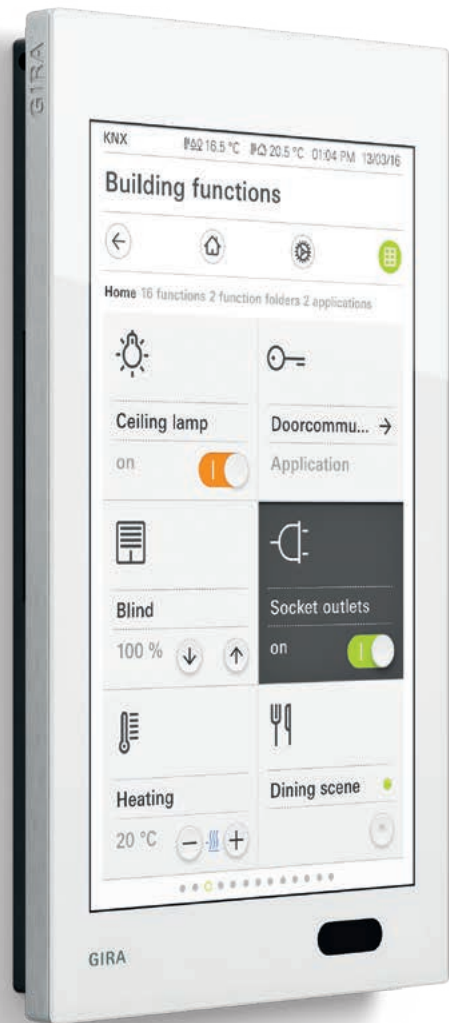 GIRA
KNX 16.5 °C 20.5 °C 01:04 PM 13/03/16
Building functions
Home 16 functions 2 function folders 2 applications
Ceiling lamp
on
Doorcommu...
Application
Blind
100 %
Socket outlets
on
Heating
20 °C
Dining scene
GIRA